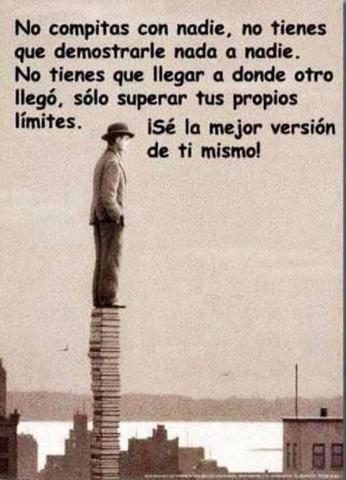 No compitas con nadie, no tienes
que demostrarle nada a nadie.
No tienes que llegar a donde otro
llegó, sólo superar tus propios
límites.
¡Sé la mejor versión
de ti mismo!